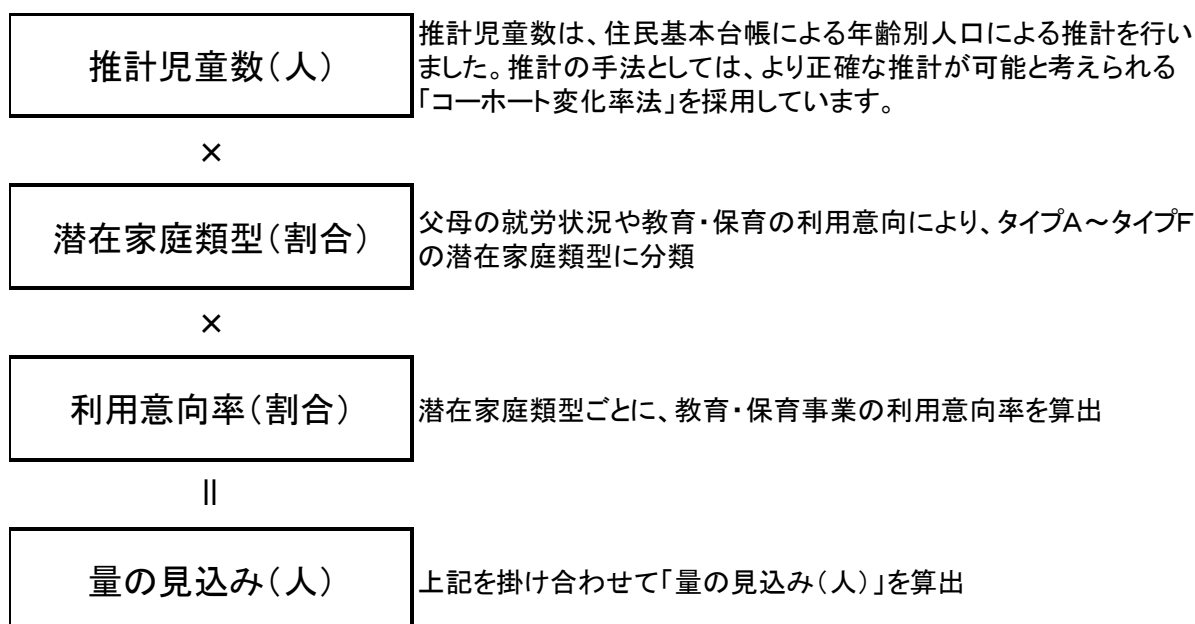 推計児童数（人）
推計児童数は、住民基本台帳による年齢別人口による推計を行い
ました。推計の手法としては、より正確な推計が可能と考えられる
「コーホート変化率法」を採用しています。
×
潜在家庭類型（割合）
父母の就労状況や教育・保育の利用意向により、タイプA～タイプF
の潜在家庭類型に分類
×
利用意向率（割合）
潜在家庭類型ごとに、教育・保育事業の利用意向率を算出
＝
量の見込み（人）
上記を掛け合わせて「量の見込み（人）」を算出